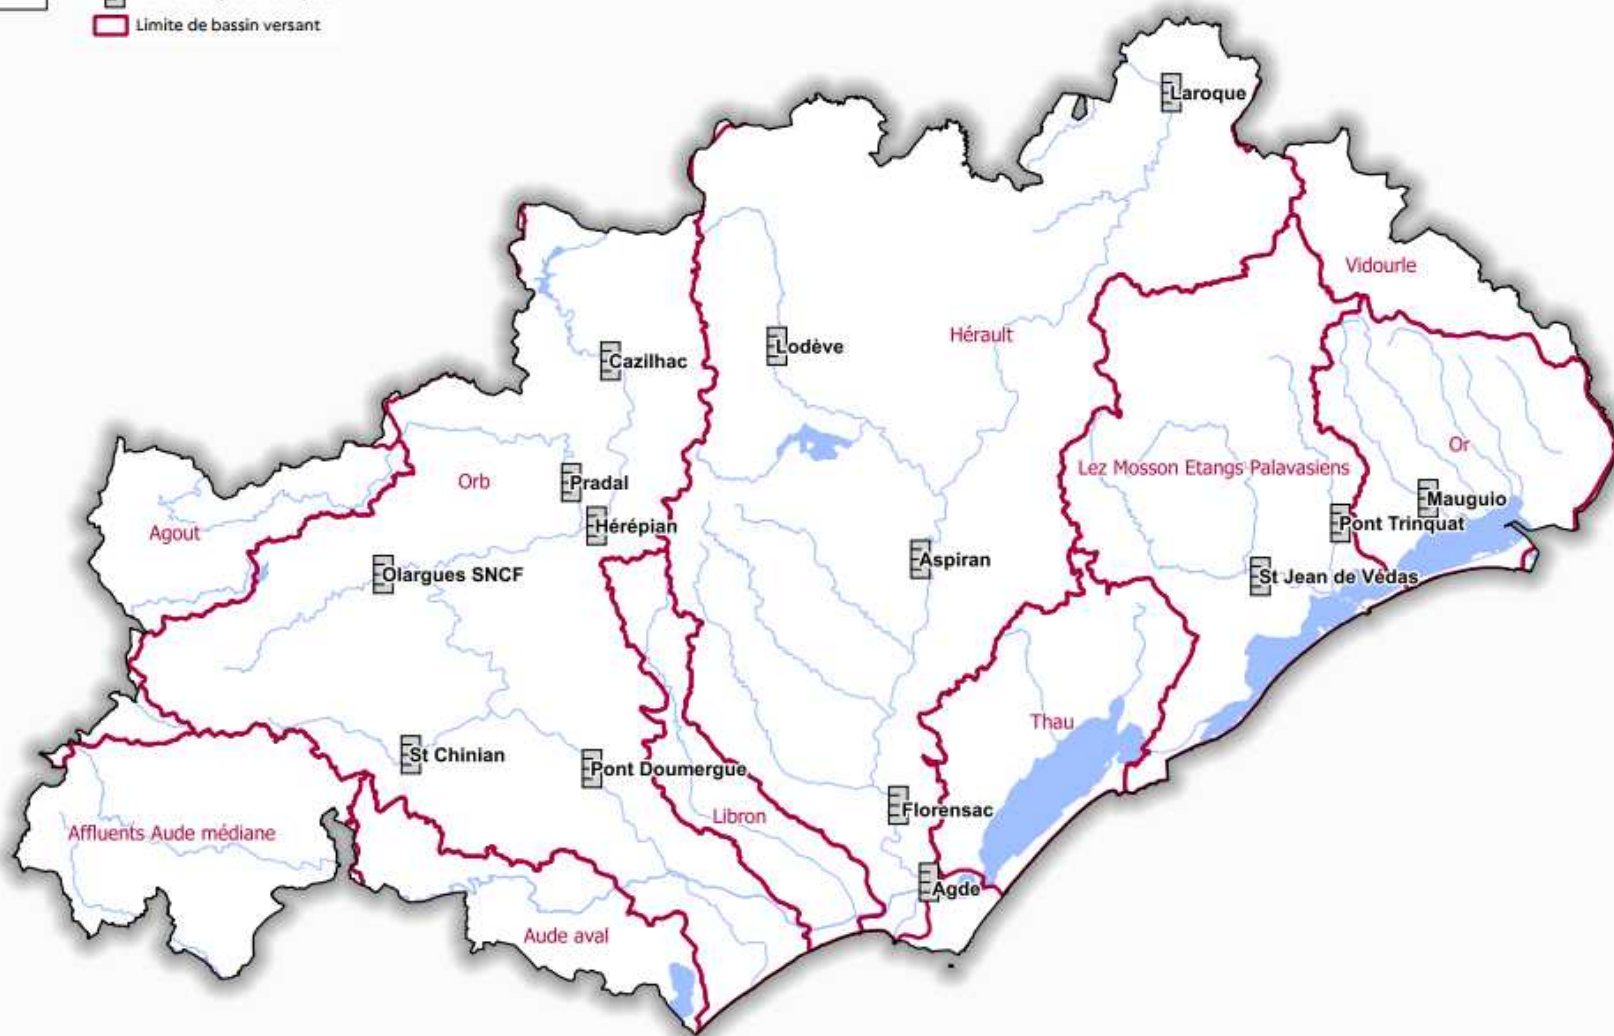 Limite de bassin versant
Laroque
Vidourle
Hérault
Lodève
Cazilhac
Or
Lez Mosson Etangs Palavasiens
Orb
Pradal
Mauguio
Pont Trinquat
Hérépian
Agout
Aspiran
Olargues SNCF
St Jean de Védas
Thau
St Chinian
Pont Doumergue
Florensac
Libron
Affluents Aude médiane
Agde
Aude aval